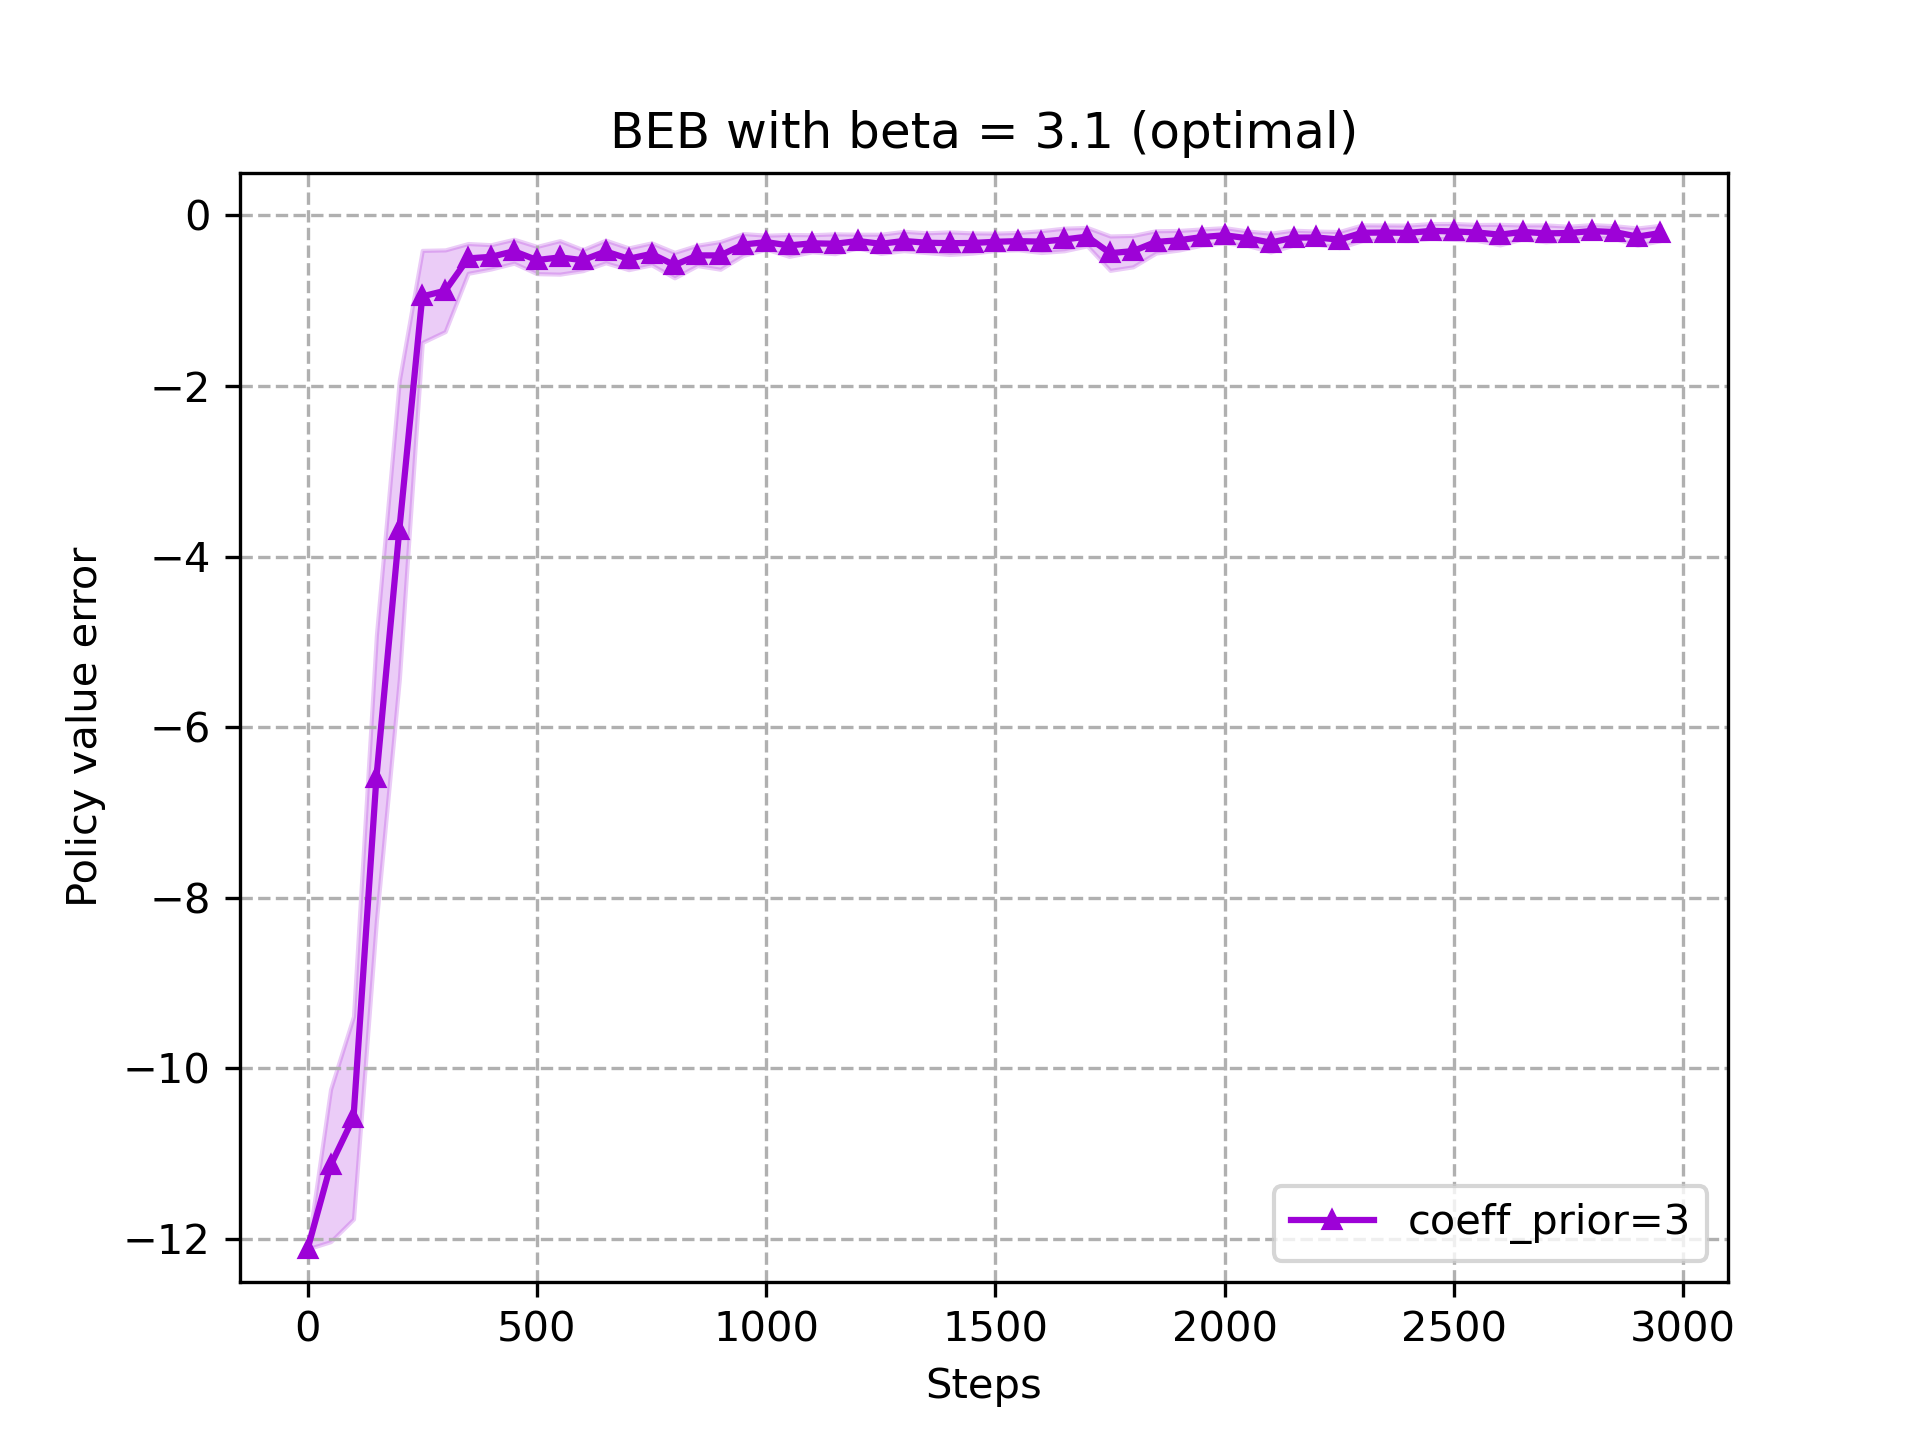 BEB with beta = 3.1 (optimal)
0
−2
−4
−6
−8
−10
−12
Policy value error
coeff_prior=3
0 500 1000 1500 2000 2500 3000
Steps